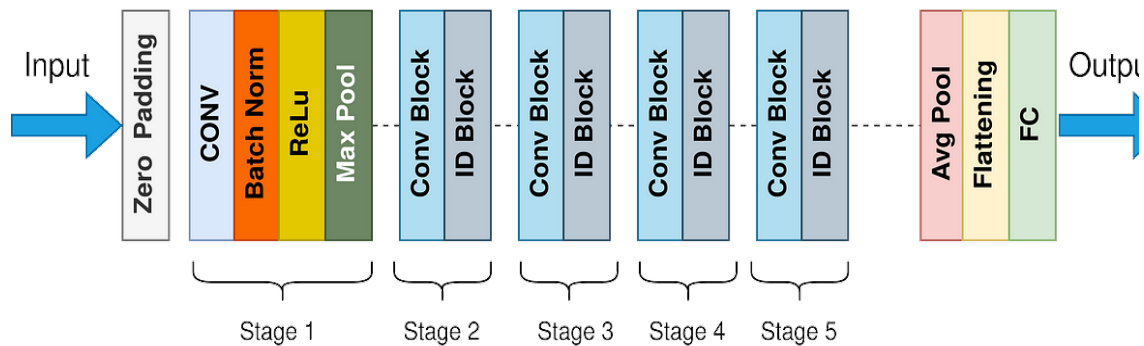 Input
Zero Padding
CONV
Batch Norm
ReLu
Max Pool
Conv Block
ID Block
Conv Block
ID Block
Conv Block
ID Block
Conv Block
ID Block
Avg Pool
Flattening
FC
Outpu
Stage 1
Stage 2
Stage 3
Stage 4
Stage 5